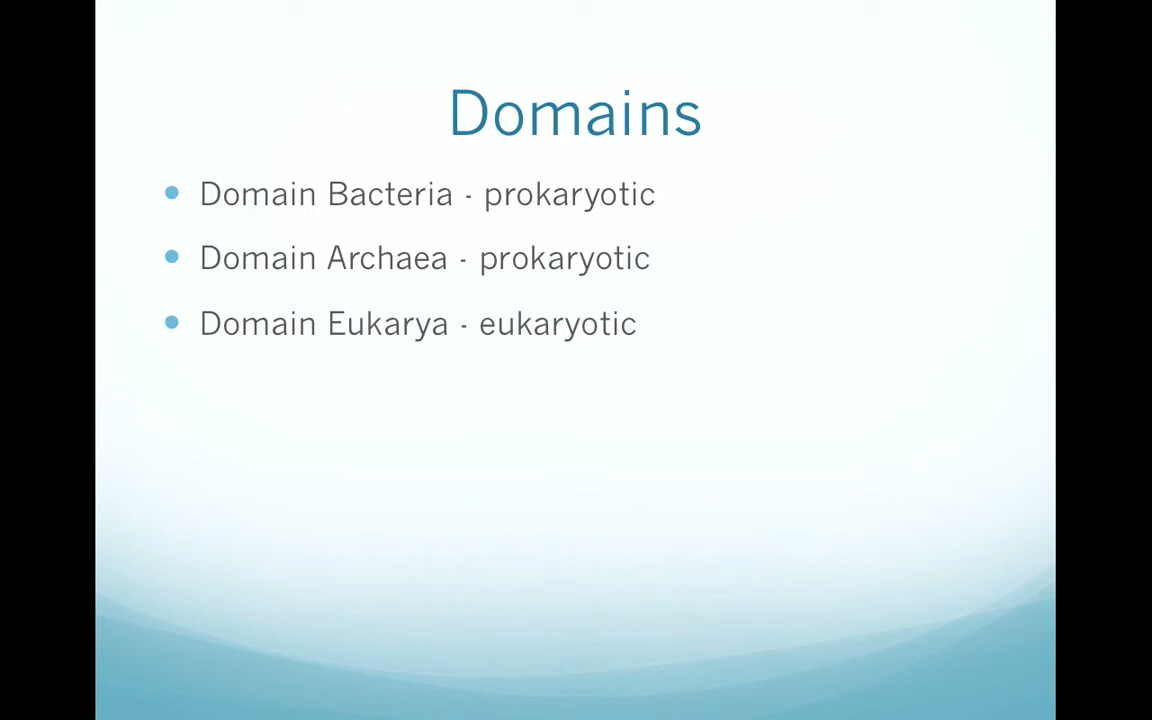 Domains
Domain Bacteria - prokaryotic
Domain Archaea - prokaryotic
Domain Eukarya - eukaryotic